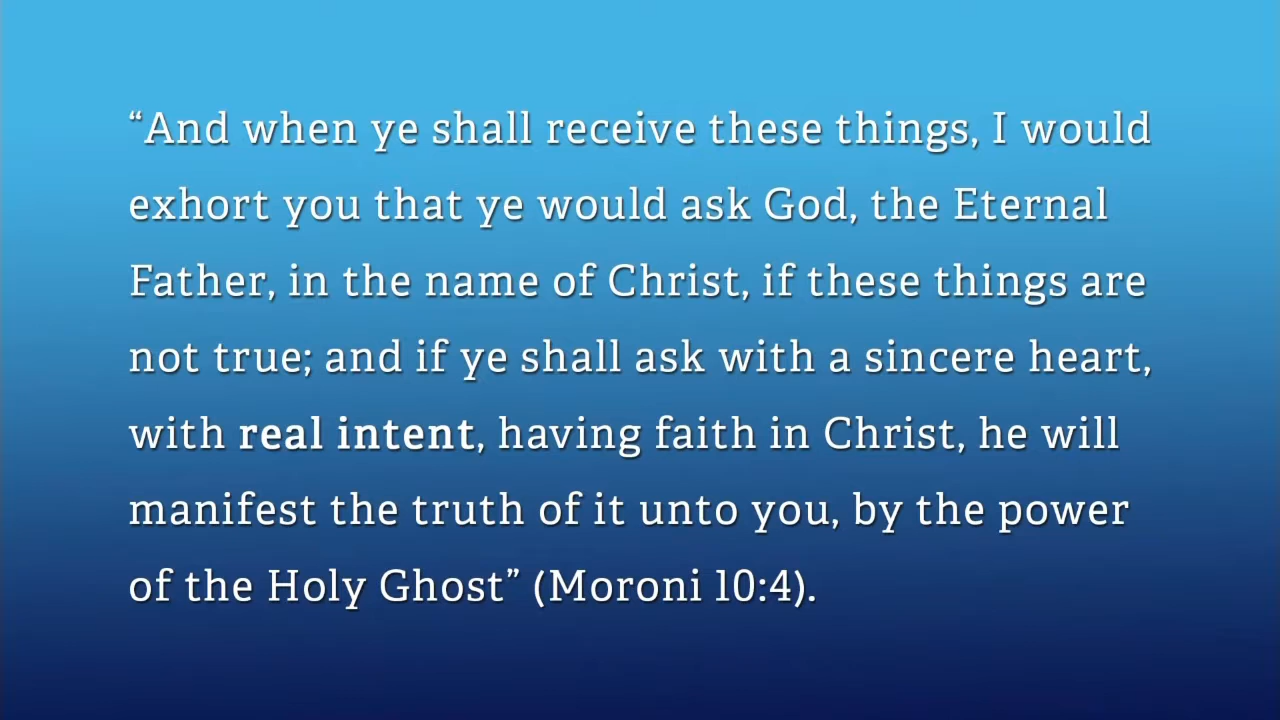 “And when ye shall receive these things, I would
exhort you that ye would ask God, the Eternal
Father, in the name of Christ, if these things are
not true; and if ye shall ask with a sincere heart,
with real intent, having faith in Christ, he will
manifest the truth of it unto you, by the power
of the Holy Ghost” (Moroni 10:4).